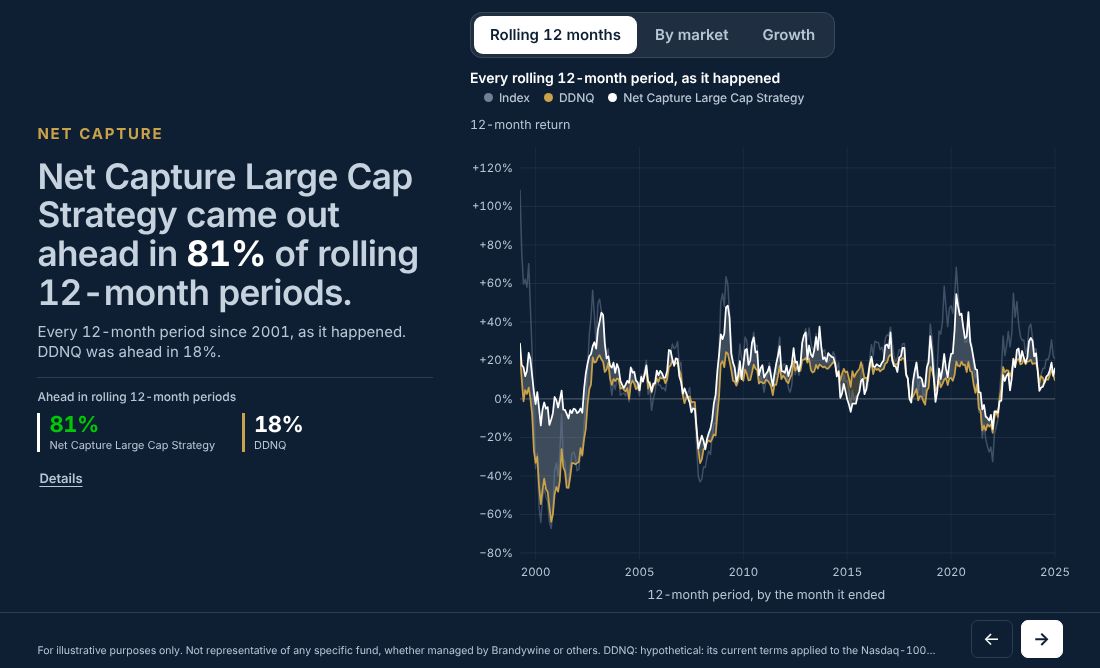 Rolling 12 months
By market
Growth
Every rolling 12-month period, as it happened
Index
DDNQ
Net Capture Large Cap Strategy
12-month return
NET CAPTURE
Net Capture Large Cap
Strategy came out
ahead in 81% of rolling
12-month periods.
Every 12-month period since 2001, as it happened.
DDNQ was ahead in 18%.
Ahead in rolling 12-month periods
81%
Net Capture Large Cap Strategy
18%
DDNQ
Details
+120%
+100%
+80%
+60%
+40%
+20%
0%
−20%
−40%
−60%
−80%
2000
2005
2010
2015
2020
2025
12-month period, by the month it ended
For illustrative purposes only. Not representative of any specific fund, whether managed by Brandywine or others. DDNQ: hypothetical: its current terms applied to the Nasdaq-100...